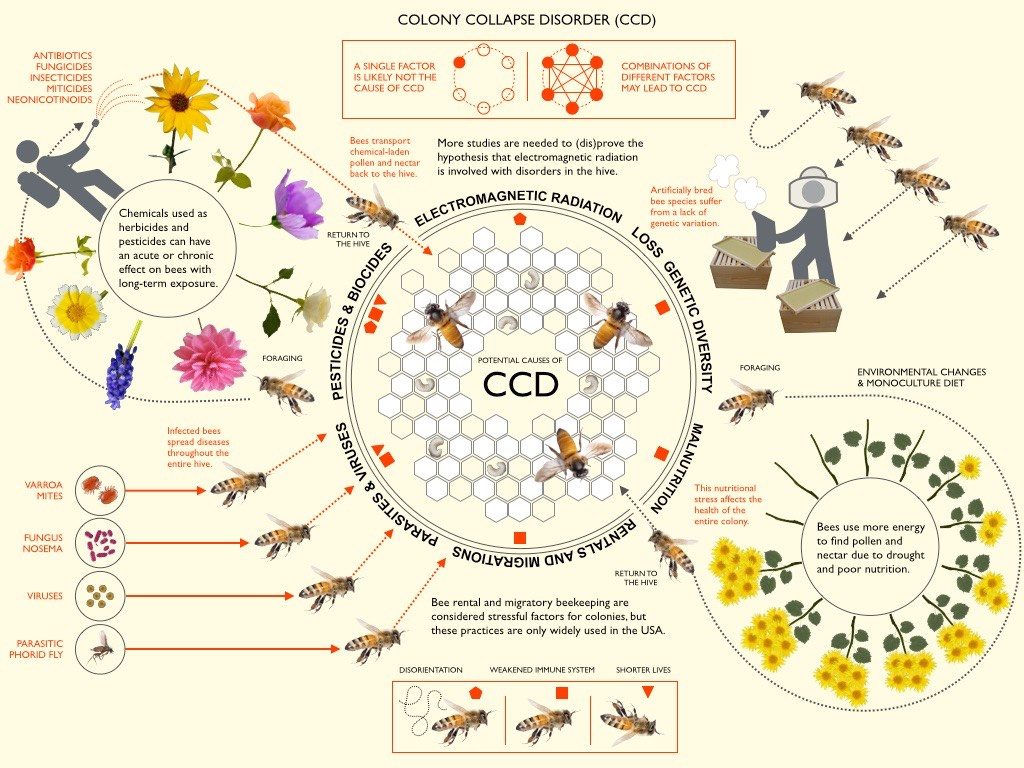 COLONY COLLAPSE DISORDER (CCD)
A SINGLE FACTOR
IS LIKELY NOT THE
CAUSE OF CCD
COMBINATIONS OF
DIFFERENT FACTORS
MAY LEAD TO CCD
ANTIBIOTICS
FUNGICIDES
INSECTICIDES
MITICIDES
NEONICOTINOIDS
Bees transport
chemical-laden
pollen and nectar
back to the hive.
More studies are needed to (dis)prove the
hypothesis that electromagnetic radiation
is involved with disorders in the hive.
Artificially bred
bee species suffer
from a lack of
genetic variation.
Chemicals used as
herbicides and
pesticides can have
an acute or chronic
effect on bees with
long-term exposure.
RETURN TO
THE HIVE
ELECTROMAGNETIC RADIATION
LOSS GENETIC DIVERSITY
MALNUTRITION
RENTALS AND MIGRATIONS
PARASITES & VIRUSES
PESTICIDES & BIOCIDES
POTENTIAL CAUSES OF
CCD
FORAGING
FORAGING
ENVIRONMENTAL CHANGES
& MONOCULTURE DIET
Infected bees
spread diseases
throughout the
entire hive.
VARROA
MITES
FUNGUS
NOSEMA
VIRUSES
PARASITIC
PHORID FLY
This nutritional
stress affects the
health of the
entire colony.
Bees use more energy
to find pollen and
nectar due to drought
and poor nutrition.
RETURN TO
THE HIVE
Bee rental and migratory beekeeping are
considered stressful factors for colonies, but
these practices are only widely used in the USA.
DISORIENTATION
WEAKENED IMMUNE SYSTEM
SHORTER LIVES